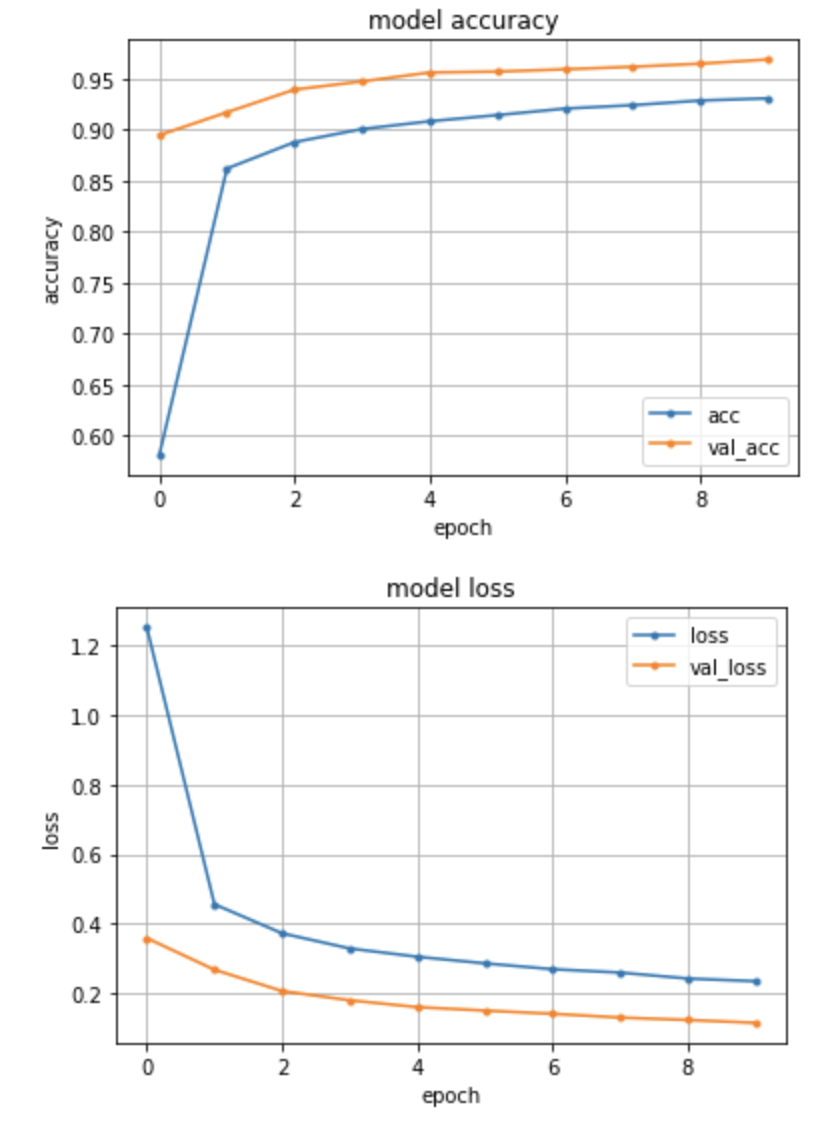 model accuracy
0.95
0.90
0.85
0.80
0.75
0.70
0.65
0.60
accuracy
acc
val_acc
0 2 4 6 8
epoch
model loss
1.2
1.0
0.8
0.6
0.4
0.2
loss
loss
val_loss
0 2 4 6 8
epoch